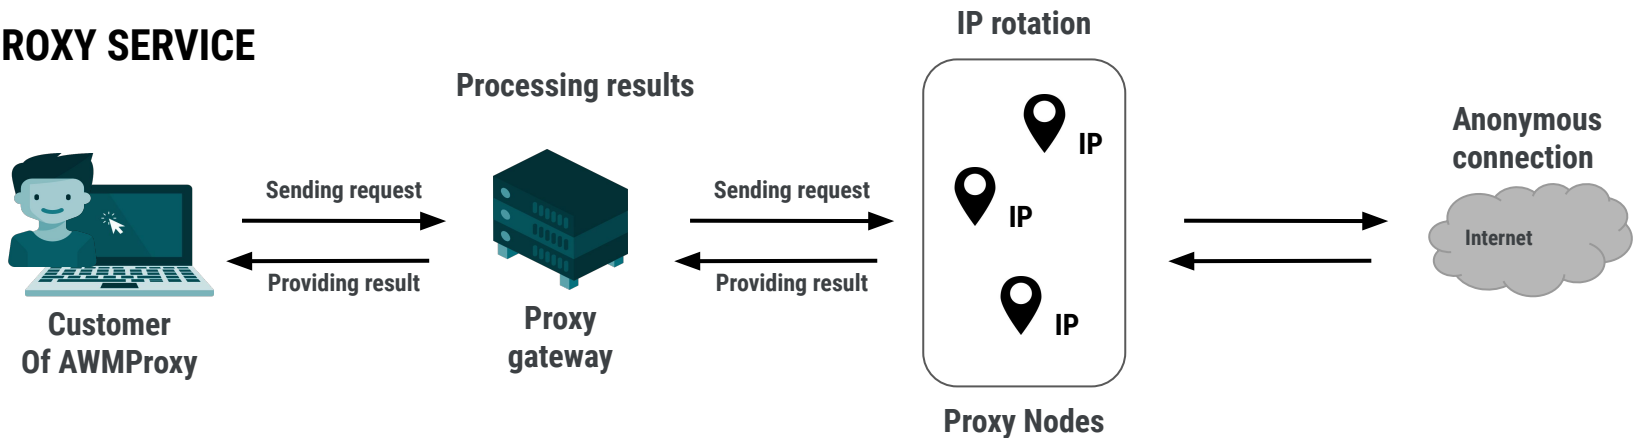 ROXY SERVICE
Processing results
IP rotation
IP
IP
IP
Sending request
Providing result
Sending request
Providing result
Anonymous
connection
Internet
Customer
Of AWMProxy
Proxy
gateway
Proxy Nodes